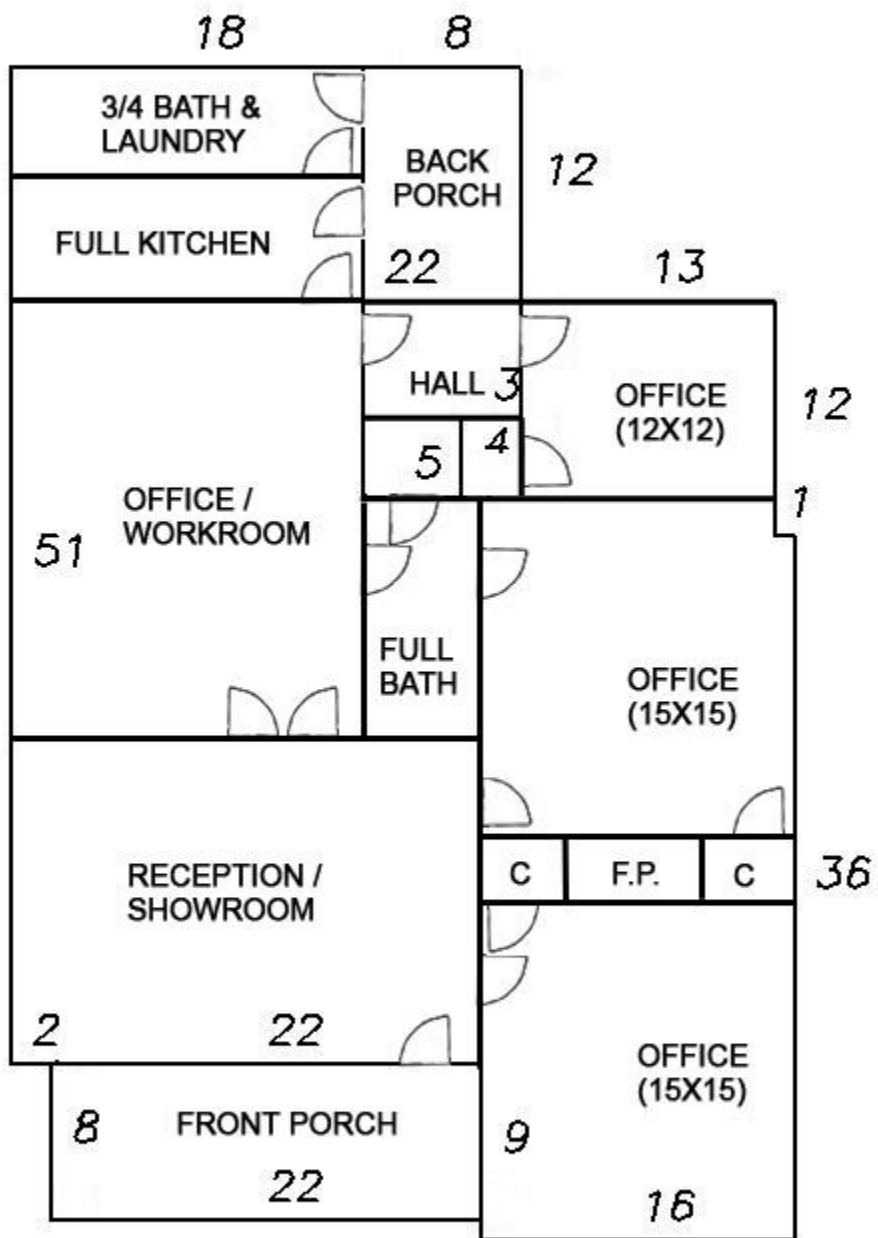 18
8
3/4 BATH &
LAUNDRY
BACK
PORCH
12
FULL KITCHEN
22
13
HALL 3
OFFICE
(12X12)
12
5
4
1
OFFICE /
WORKROOM
51
FULL
BATH
OFFICE
(15X15)
C
F.P.
C
36
RECEPTION /
SHOWROOM
2
22
OFFICE
(15X15)
8
FRONT PORCH
9
22
16